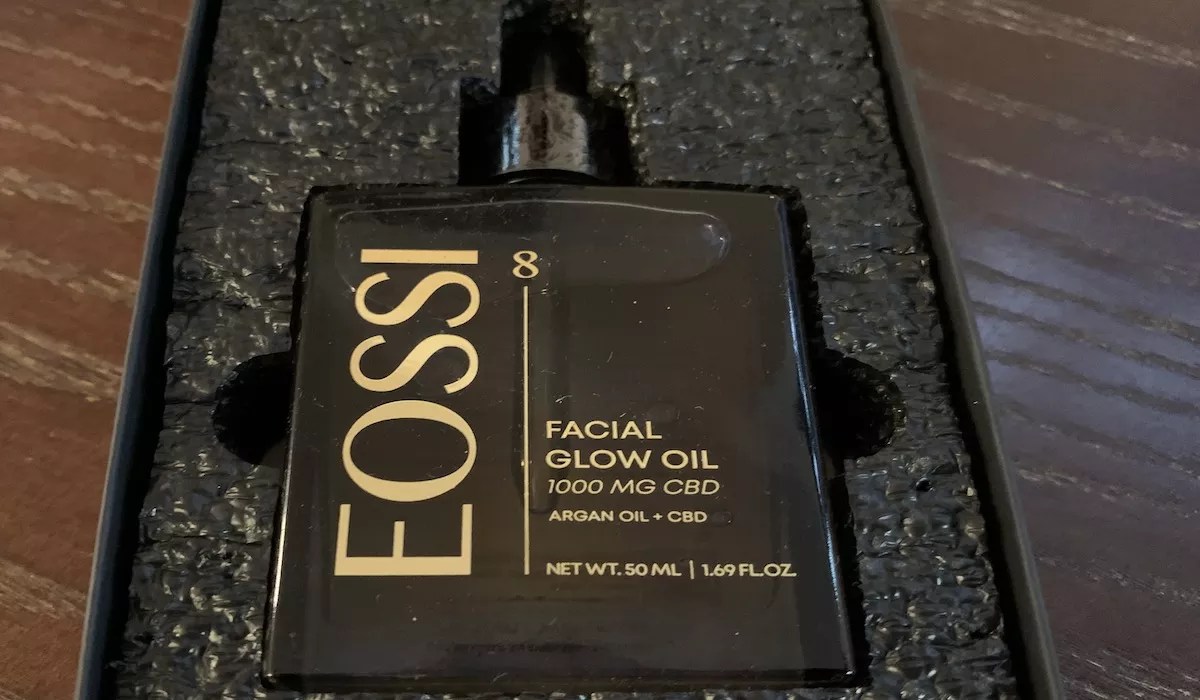 EOSSI
8
FACIAL
GLOW OIL
1000 MG CBD
ARGAN OIL + CBD
NET WT. 50 ML | 1.69 FL.OZ.